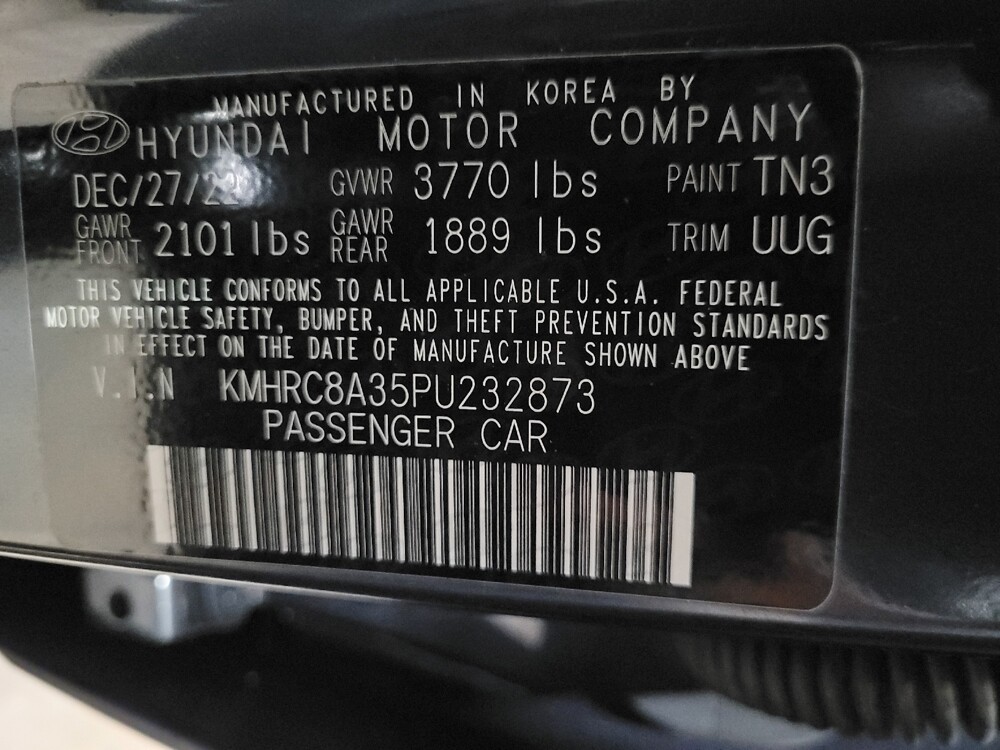 MANUFACTURED IN KOREA BY
HYUNDAI MOTOR COMPANY
DEC/27/22 GVWR 3770 lbs PAINT TN3
GAWR FRONT 2101 lbs GAWR REAR 1889 lbs TRIM UUG
THIS VEHICLE CONFORMS TO ALL APPLICABLE U.S.A. FEDERAL
MOTOR VEHICLE SAFETY, BUMPER, AND THEFT PREVENTION STANDARDS
IN EFFECT ON THE DATE OF MANUFACTURE SHOWN ABOVE
V.I.N KMHRC8A35PU232873
PASSENGER CAR